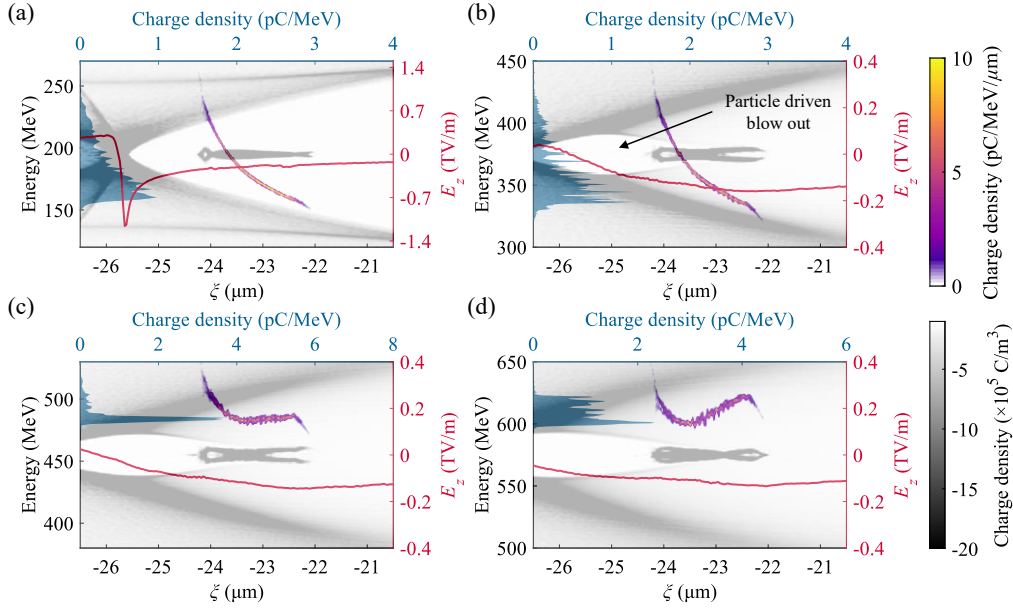 (a)
Charge density (pC/MeV)
0 1 2 3 4
Energy (MeV)
250
200
150
1.4
0.7
0
-0.7
-1.4
E_z (TV/m)
-26 -25 -24 -23 -22 -21
ξ (μm)
(b)
Charge density (pC/MeV)
0 1 2 3 4
Energy (MeV)
450
400
350
300
Particle driven
blow out
0.4
0.2
0
-0.2
-0.4
E_z (TV/m)
-26 -25 -24 -23 -22 -21
ξ (μm)
10
5
0
Charge density (pC/MeV/μm)
(c)
Charge density (pC/MeV)
0 2 4 6 8
Energy (MeV)
500
450
400
0.4
0.2
0
-0.2
-0.4
E_z (TV/m)
-26 -25 -24 -23 -22 -21
ξ (μm)
(d)
Charge density (pC/MeV)
0 2 4 6
Energy (MeV)
650
600
550
500
0.4
0.2
0
-0.2
-0.4
E_z (TV/m)
-26 -25 -24 -23 -22 -21
ξ (μm)
-5
-10
-15
-20
Charge density (×10⁵ C/m³)